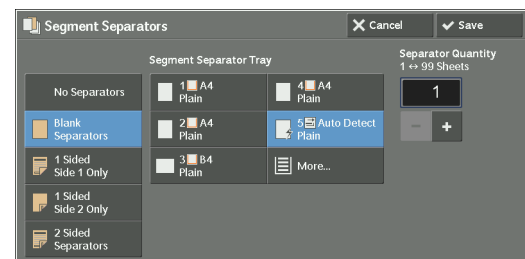 Segment Separators
Cancel
Save
Segment Separator Tray
Separator Quantity
1 ↔ 99 Sheets
No Separators
Blank
Separators
1 Sided
Side 1 Only
1 Sided
Side 2 Only
2 Sided
Separators
1 A4
Plain
2 A4
Plain
3 B4
Plain
4 A4
Plain
5 Auto Detect
Plain
More...
1
- +